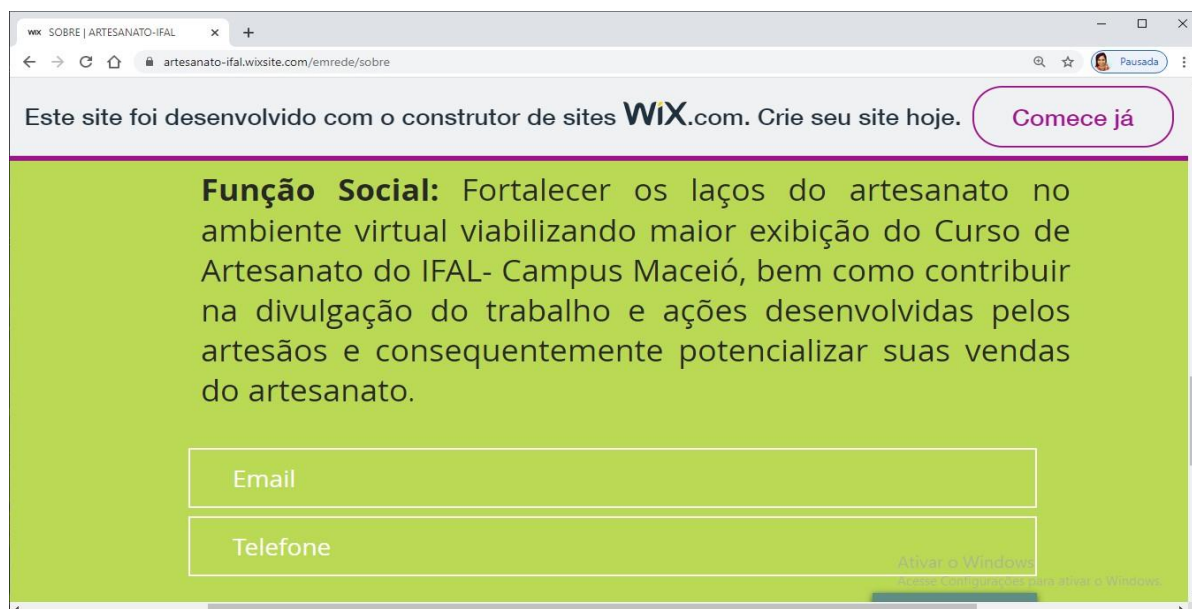 WiX SOBRE | ARTESANATO-IFAL
artesanato-ifal.wixsite.com/emrede/sobre
Pausada
Este site foi desenvolvido com o construtor de sites WiX.com. Crie seu site hoje.
Comece já
Função Social: Fortalecer os laços do artesanato no
ambiente virtual viabilizando maior exibição do Curso de
Artesanato do IFAL- Campus Maceió, bem como contribuir
na divulgação do trabalho e ações desenvolvidas pelos
artesãos e consequentemente potencializar suas vendas
do artesanato.
Email
Telefone
Ativar o Windows
Acesse Configurações para ativar o Windows.